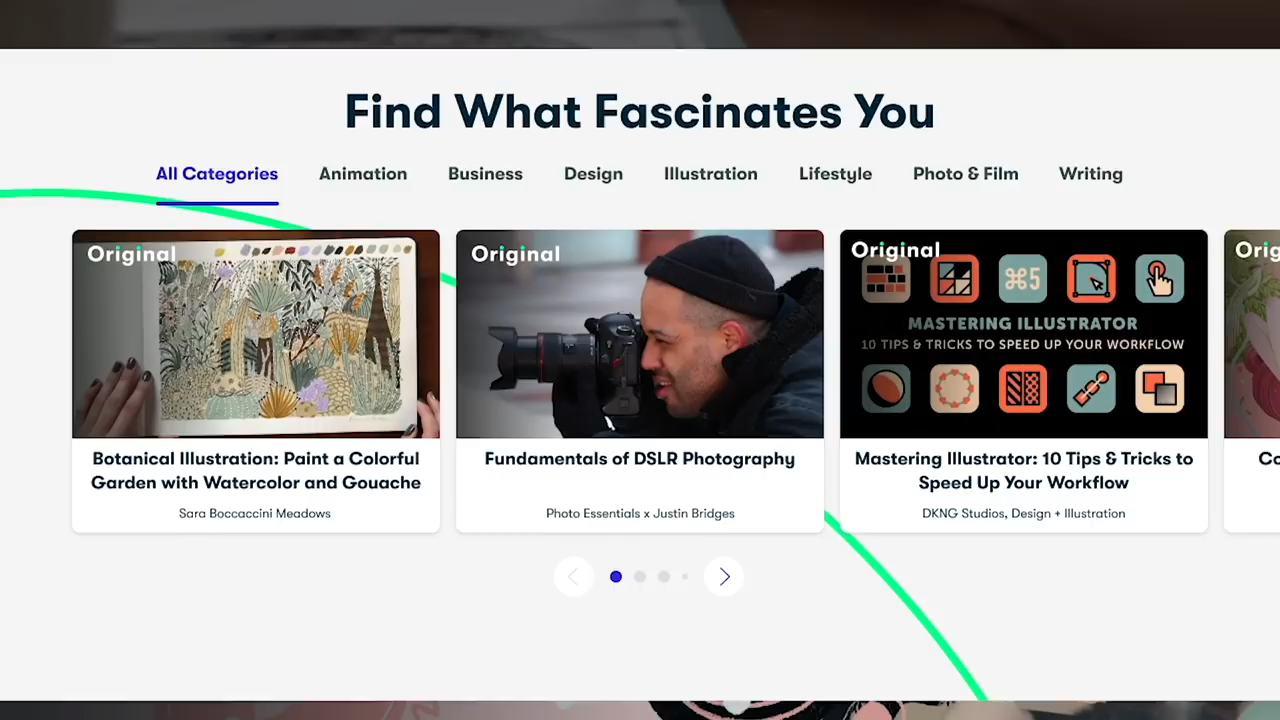 Find What Fascinates You
All Categories Animation Business Design Illustration Lifestyle Photo & Film Writing
Original
Botanical Illustration: Paint a Colorful
Garden with Watercolor and Gouache
Sara Boccaccini Meadows
Original
Fundamentals of DSLR Photography
Photo Essentials x Justin Bridges
Original
⌘5
MASTERING ILLUSTRATOR
10 TIPS & TRICKS TO SPEED UP YOUR WORKFLOW
Mastering Illustrator: 10 Tips & Tricks to
Speed Up Your Workflow
DKNG Studios, Design + Illustration
Orig
Co